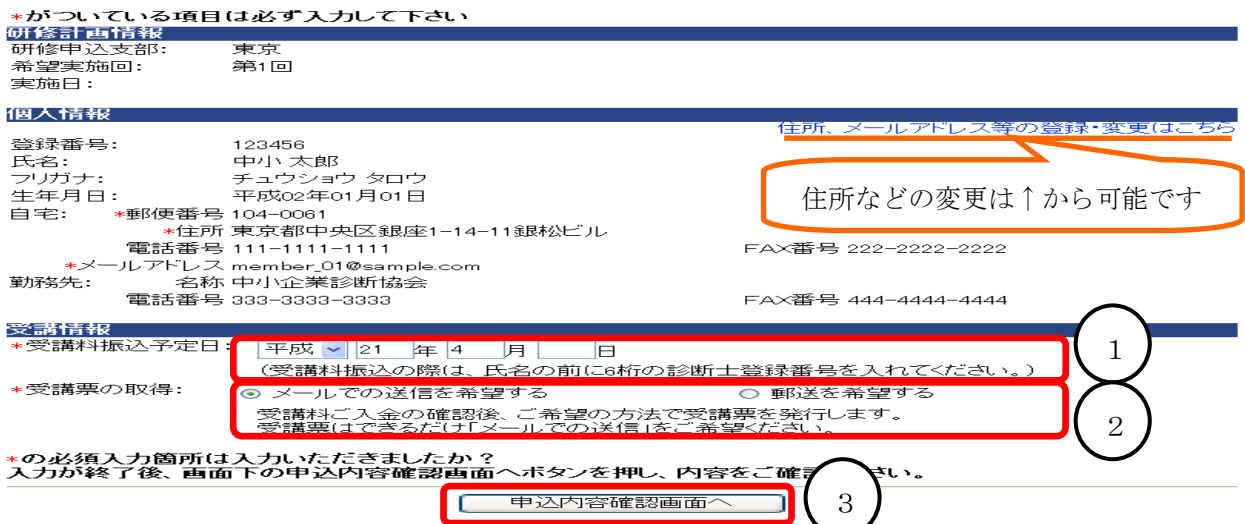 *がついている項目は必ず入力して下さい
研修計画情報
研修申込支部: 東京
希望実施回: 第1回
実施日:
個人情報
住所、メールアドレス等の登録・変更はこちら
登録番号: 123456
氏名: 中小 太郎
フリガナ: チュウショウ タロウ
生年月日: 平成02年01月01日
住所などの変更は↑から可能です
自宅: *郵便番号 104-0061
*住所 東京都中央区銀座1-14-11銀松ビル
電話番号 111-1111-1111 FAX番号 222-2222-2222
*メールアドレス member_01@sample.com
勤務先: 名称 中小企業診断協会
電話番号 333-3333-3333 FAX番号 444-4444-4444
受講情報
*受講料振込予定日: 平成 21 年 4 月 日
1
(受講料振込の際は、氏名の前に6桁の診断士登録番号を入れてください。)
*受講票の取得: メールでの送信を希望する 郵送を希望する
受講料ご入金の確認後、ご希望の方法で受講票を発行します。
受講票はできるだけ「メールでの送信」をご希望ください。
2
*の必須入力箇所は入力いただきましたか?
入力が終了後、画面下の申込内容確認画面へボタンを押し、内容をご確認さい。
申込内容確認画面へ
3